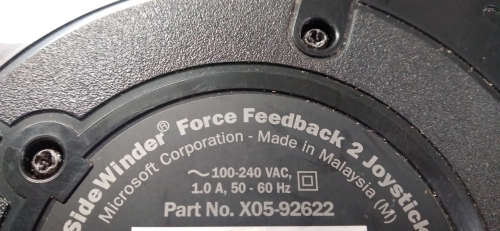 SideWinder® Force Feedback 2 Joystick
Microsoft Corporation - Made in Malaysia (M)
~ 100-240 VAC,
1.0 A, 50 - 60 Hz
Part No. X05-92622